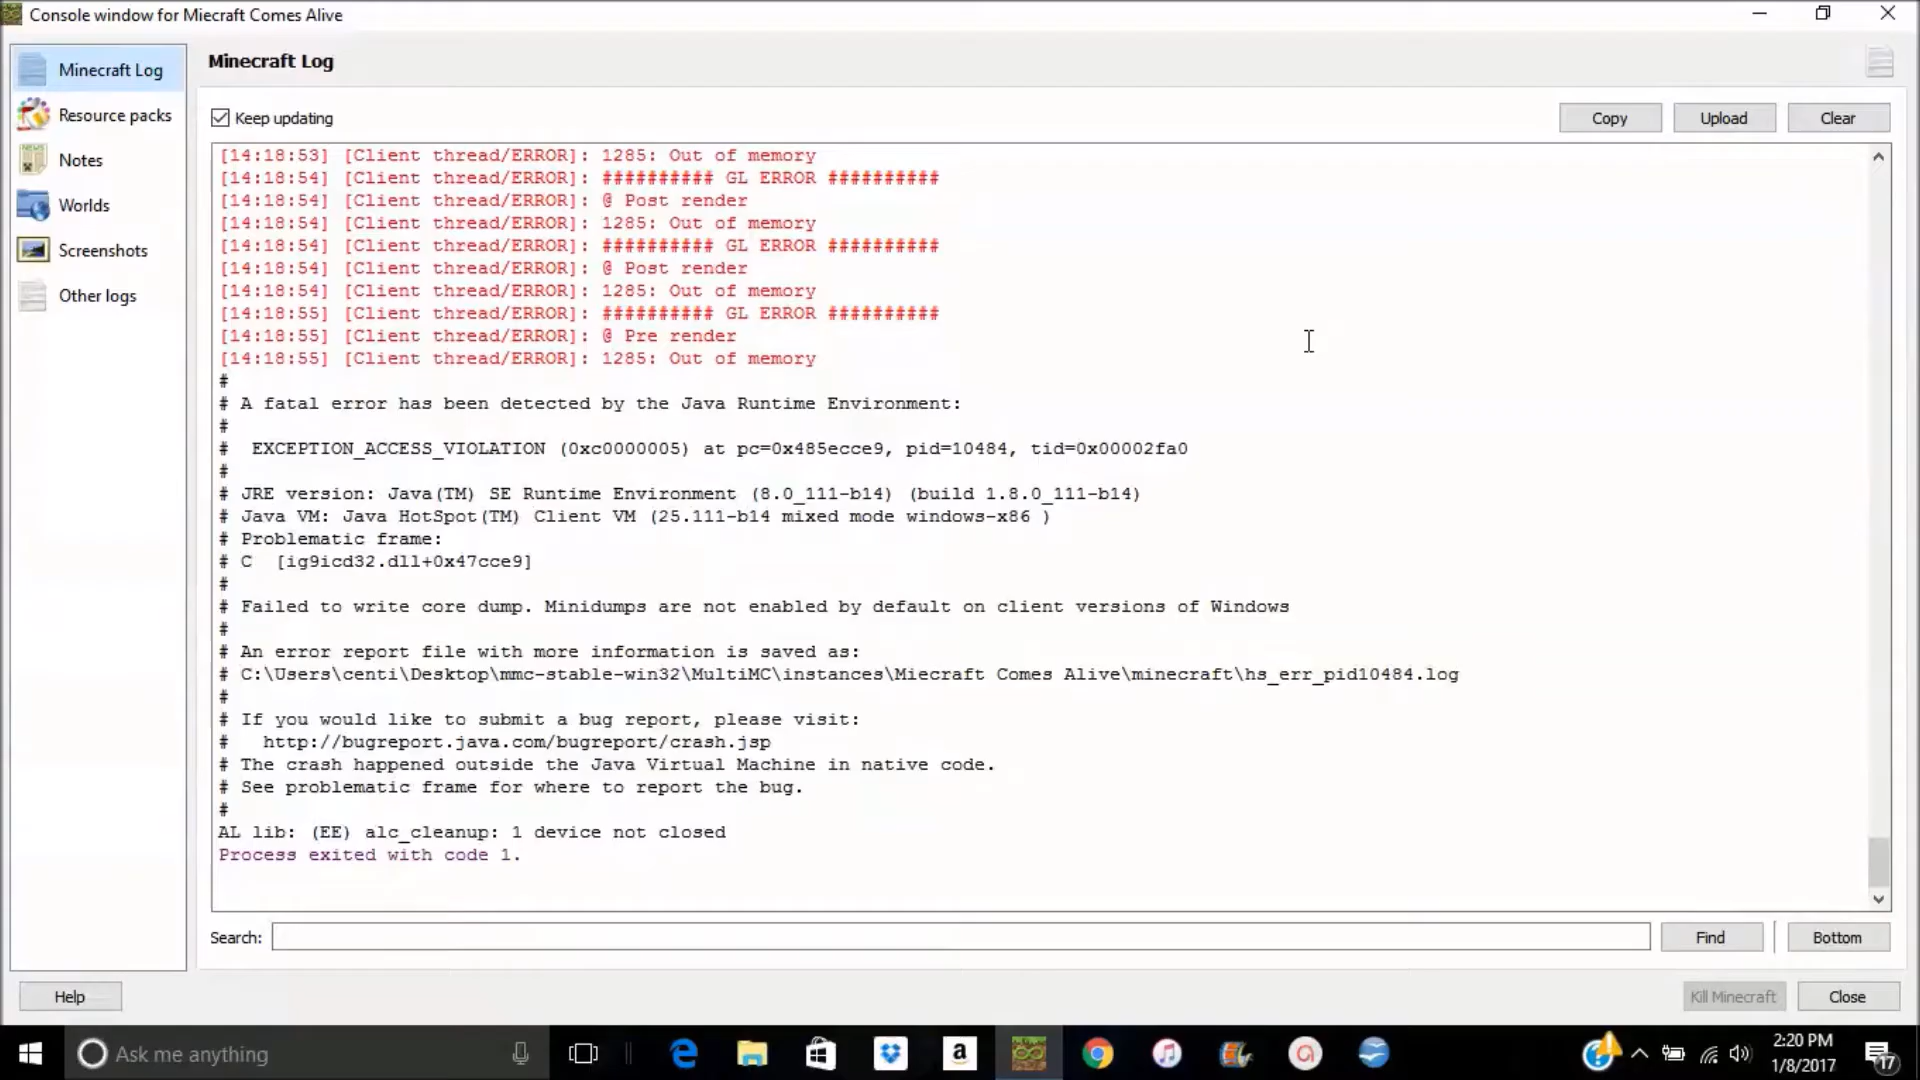 Console window for Miecraft Comes Alive
Minecraft Log
Resource packs
Notes
Worlds
Screenshots
Other logs
Minecraft Log
Keep updating
Copy
Upload
Clear
[14:18:53] [Client thread/ERROR]: 1285: Out of memory
[14:18:54] [Client thread/ERROR]: ########## GL ERROR ##########
[14:18:54] [Client thread/ERROR]: @ Post render
[14:18:54] [Client thread/ERROR]: 1285: Out of memory
[14:18:54] [Client thread/ERROR]: ########## GL ERROR ##########
[14:18:54] [Client thread/ERROR]: @ Post render
[14:18:54] [Client thread/ERROR]: 1285: Out of memory
[14:18:55] [Client thread/ERROR]: ########## GL ERROR ##########
[14:18:55] [Client thread/ERROR]: @ Pre render
[14:18:55] [Client thread/ERROR]: 1285: Out of memory
#
# A fatal error has been detected by the Java Runtime Environment:
#
#  EXCEPTION_ACCESS_VIOLATION (0xc0000005) at pc=0x485ecce9, pid=10484, tid=0x00002fa0
#
# JRE version: Java(TM) SE Runtime Environment (8.0_111-b14) (build 1.8.0_111-b14)
# Java VM: Java HotSpot(TM) Client VM (25.111-b14 mixed mode windows-x86 )
# Problematic frame:
# C  [ig9icd32.dll+0x47cce9]
#
# Failed to write core dump. Minidumps are not enabled by default on client versions of Windows
#
# An error report file with more information is saved as:
# C:\Users\centi\Desktop\mmc-stable-win32\MultiMC\instances\Miecraft Comes Alive\minecraft\hs_err_pid10484.log
#
# If you would like to submit a bug report, please visit:
#   http://bugreport.java.com/bugreport/crash.jsp
# The crash happened outside the Java Virtual Machine in native code.
# See problematic frame for where to report the bug.
#
AL lib: (EE) alc_cleanup: 1 device not closed
Process exited with code 1.
Search:
Find
Bottom
Help
Kill Minecraft
Close
Ask me anything
2:20 PM
1/8/2017
17